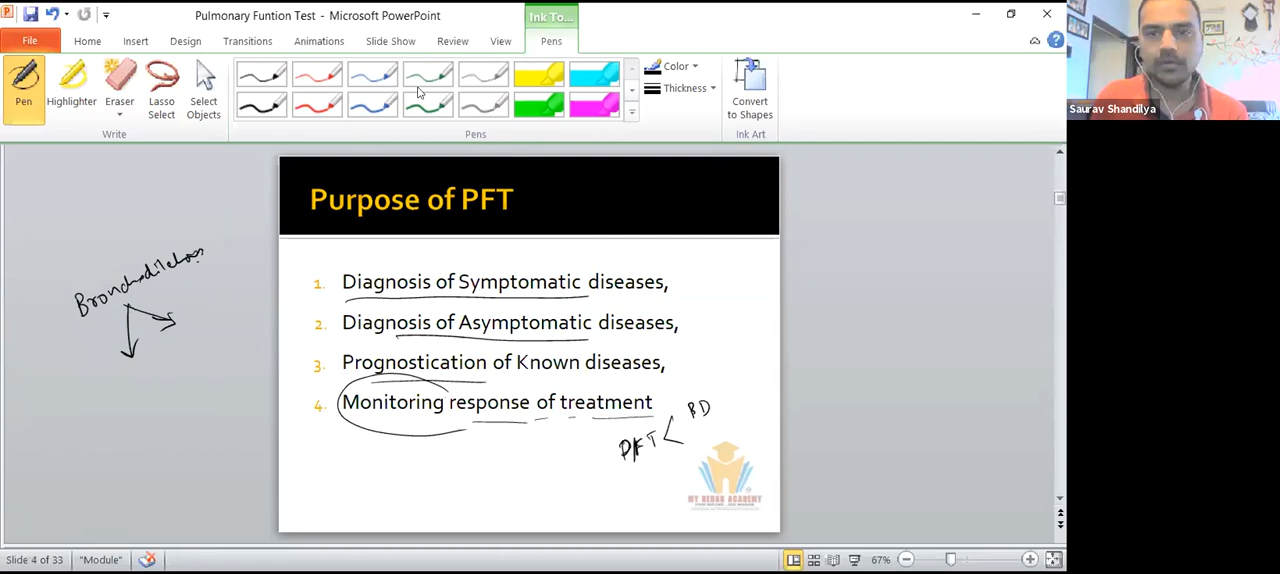 Pulmonary Funtion Test - Microsoft PowerPoint
Ink To...
File
Home
Insert
Design
Transitions
Animations
Slide Show
Review
View
Pens
Pen
Highlighter
Eraser
Lasso
Select
Select
Objects
Color
Thickness
Convert
to Shapes
Write
Pens
Ink Art
Saurav Shandilya
Purpose of PFT
1. Diagnosis of Symptomatic diseases,
2. Diagnosis of Asymptomatic diseases,
3. Prognostication of Known diseases,
4. Monitoring response of treatment
BD
PFT
MY REHAB ACADEMY
Slide 4 of 33
"Module"
67%